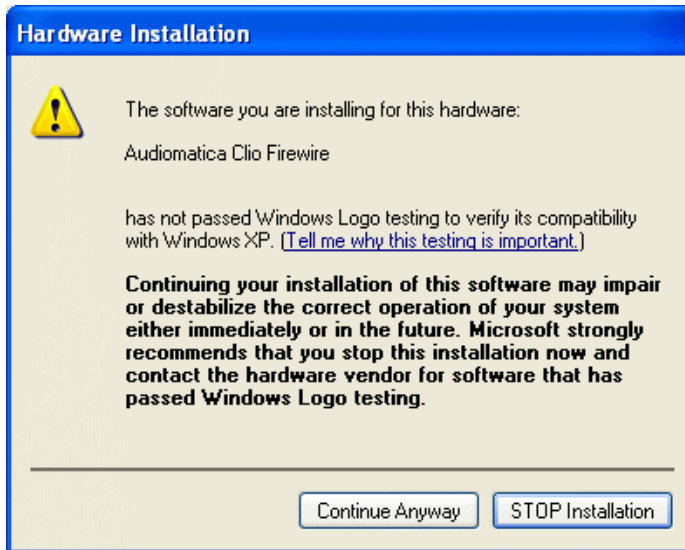 Hardware Installation
The software you are installing for this hardware:
Audiomatica Clio Firewire
has not passed Windows Logo testing to verify its compatibility
with Windows XP. (Tell me why this testing is important.)
Continuing your installation of this software may impair
or destabilize the correct operation of your system
either immediately or in the future. Microsoft strongly
recommends that you stop this installation now and
contact the hardware vendor for software that has
passed Windows Logo testing.
Continue Anyway
STOP Installation